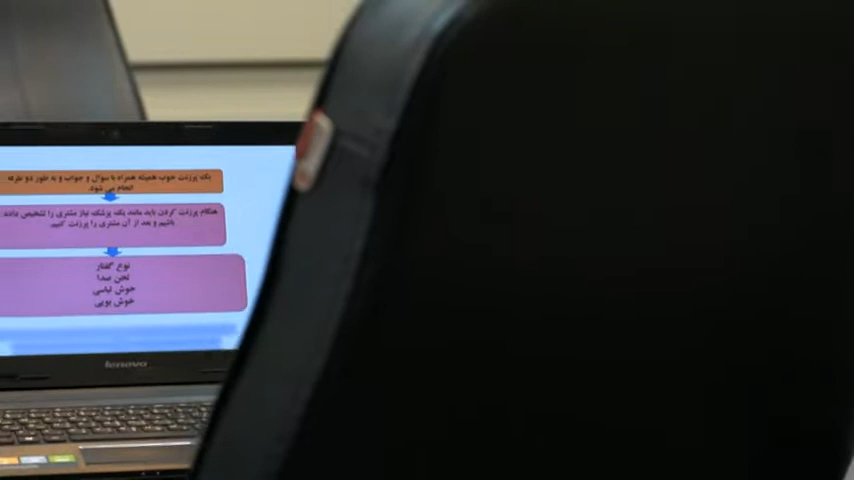 یک پرزنت خوب همیشه همراه با سوال و جواب و به طور دو طرفه
انجام می شود.
هنگام پرزنت کردن باید مانند یک پزشک نیاز مشتری را تشخیص داده
باشیم و بعد از آن مشتری را پرزنت کنیم.
نوع گفتار
لحن صدا
خوش لباسی
خوش بویی
lenovo